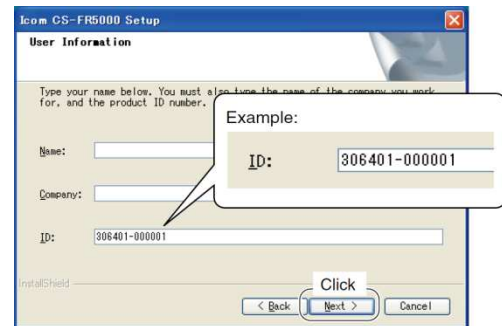 Icom CS-FR5000 Setup
User Information
Type your name below. You must also type the name of the company you work
for, and the product ID number.
Example:
ID: 306401-000001
Name:
Company:
ID: 306401-000001
InstallShield
Click
< Back Next > Cancel